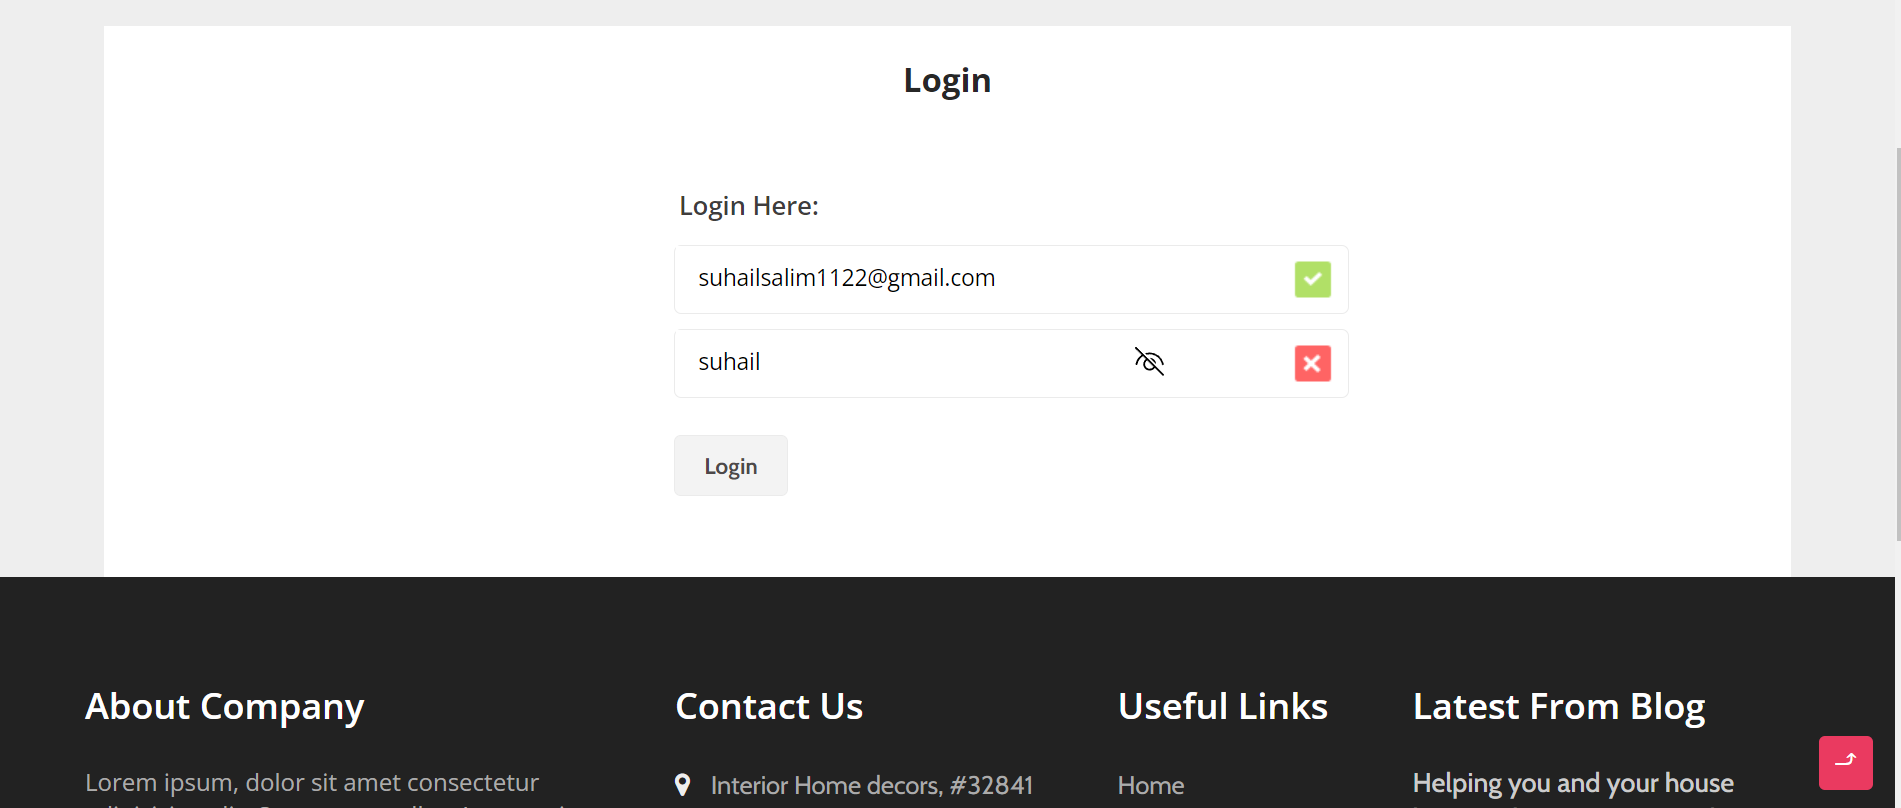 Login
Login Here:
suhailsalim1122@gmail.com
suhail
Login
About Company
Lorem ipsum, dolor sit amet consectetur
Contact Us
Interior Home decors, #32841
Useful Links
Home
Latest From Blog
Helping you and your house